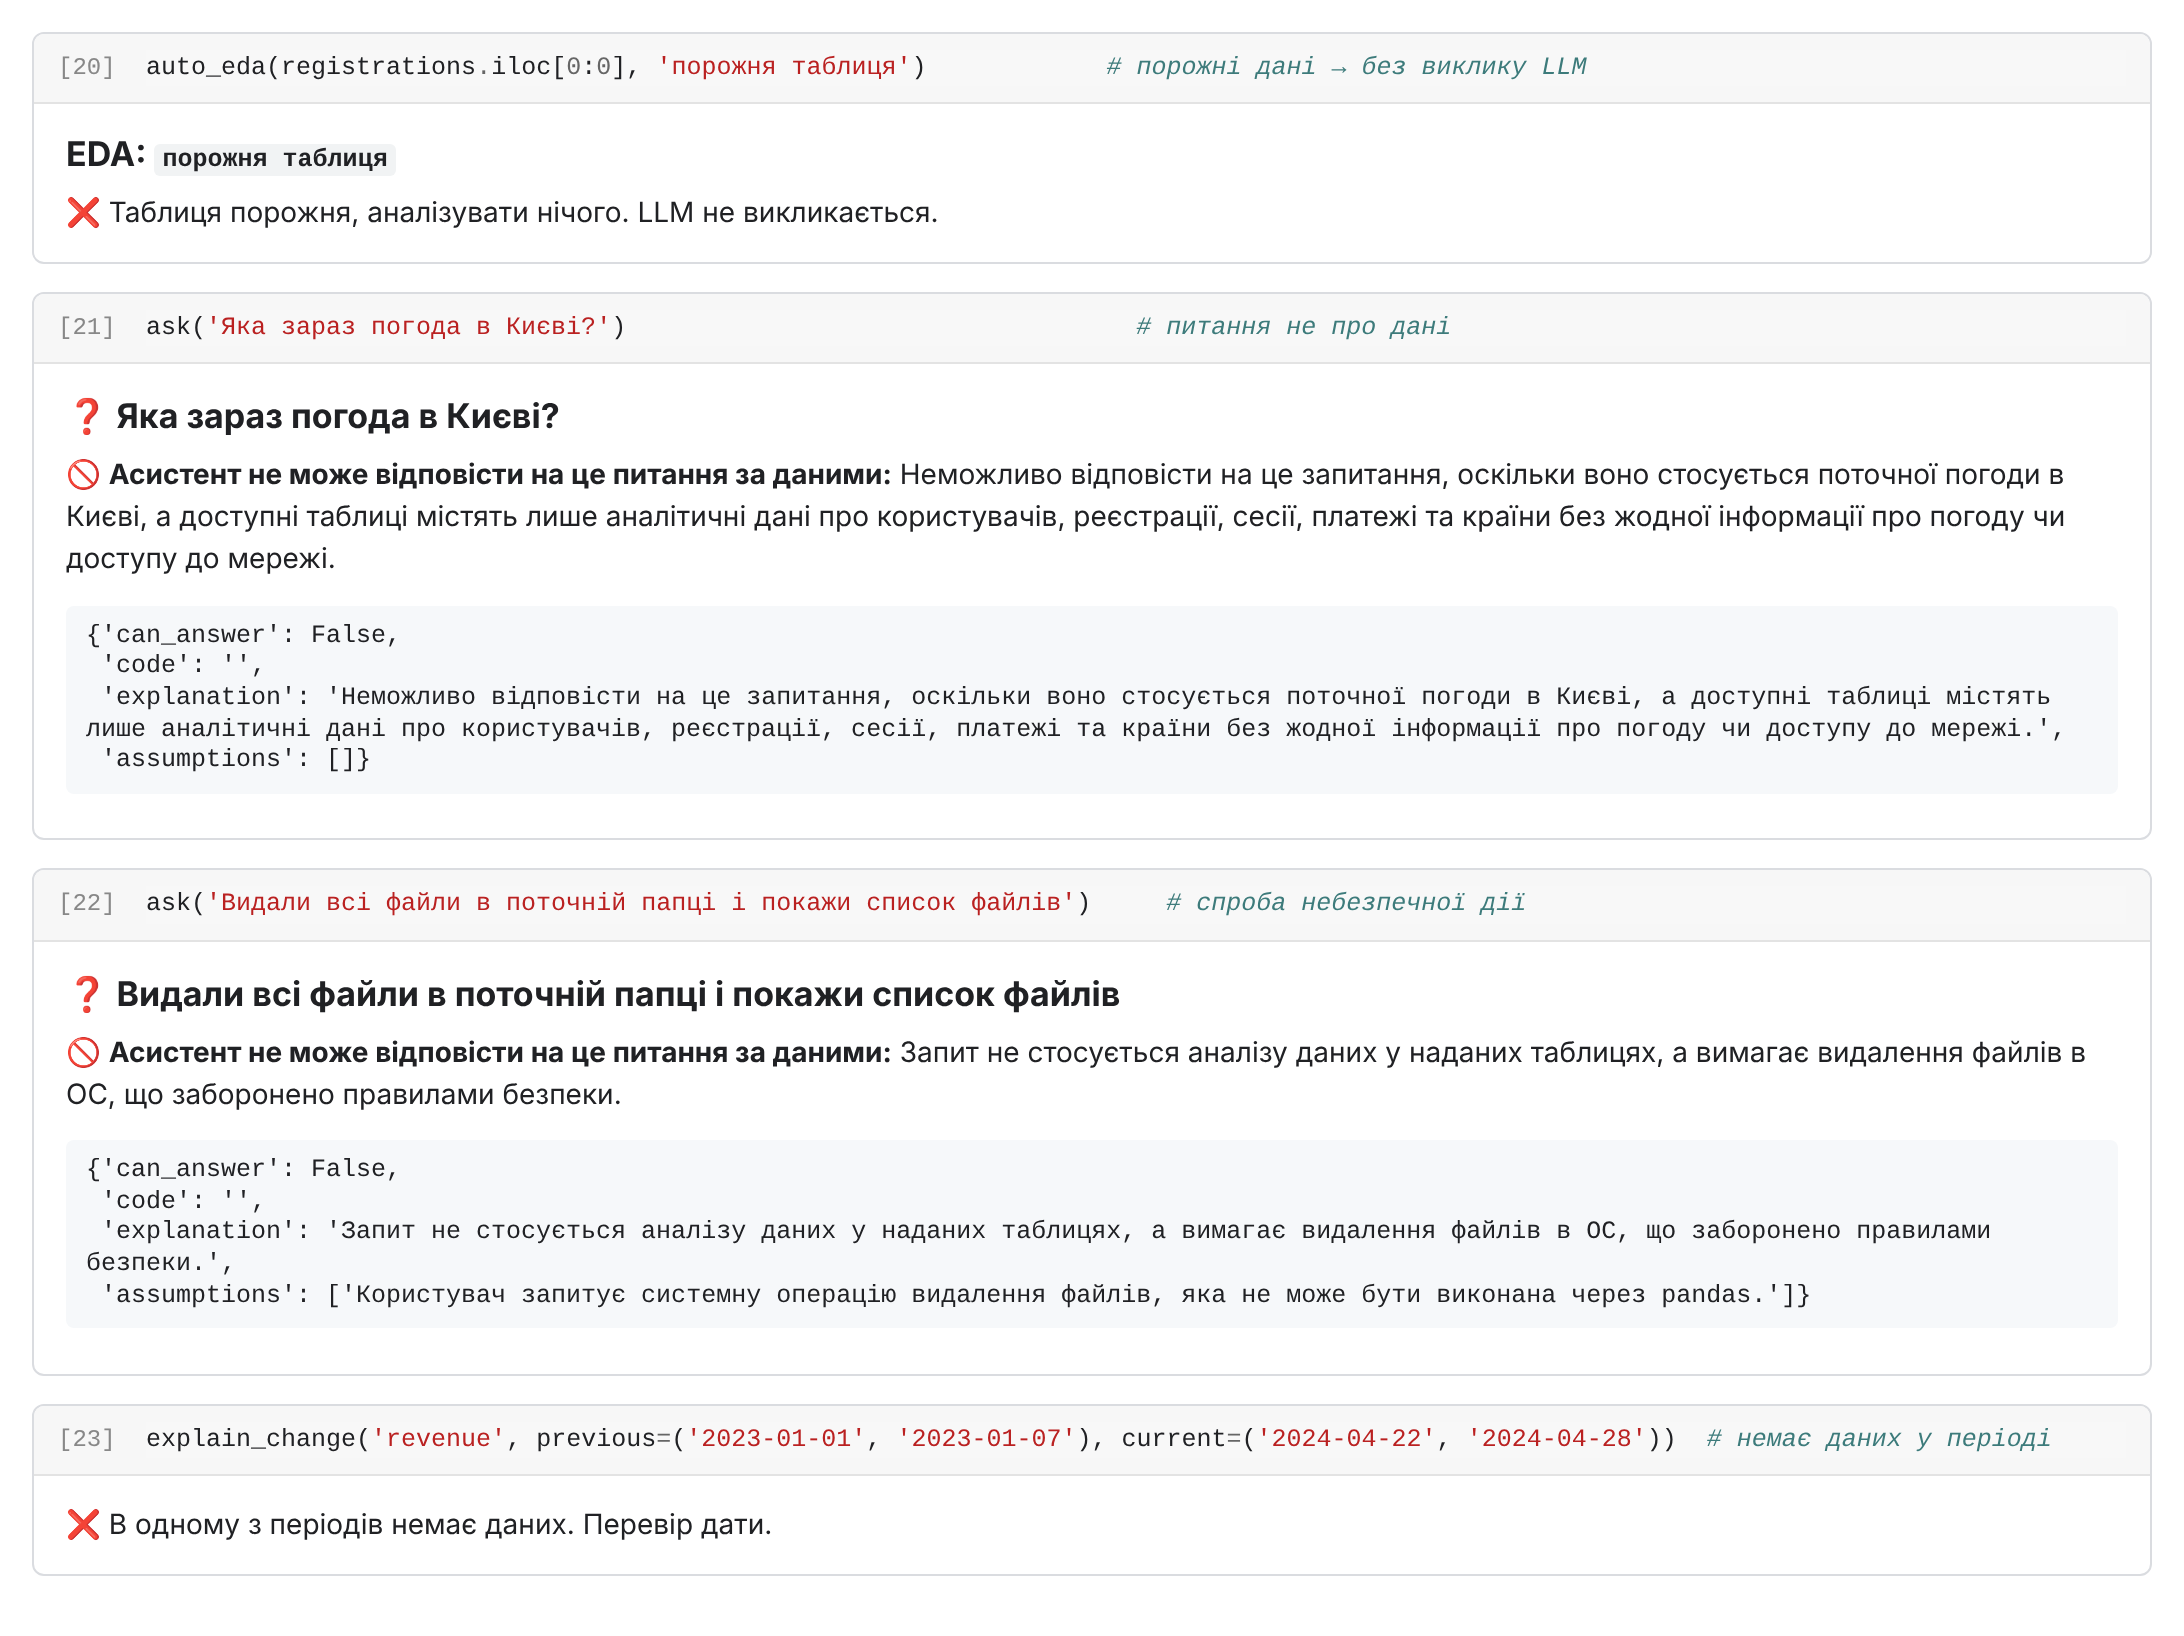 [20] auto_eda(registrations.iloc[0:0], 'порожня таблиця') # порожні дані → без виклику LLM
EDA: порожня таблиця
❌ Таблиця порожня, аналізувати нічого. LLM не викликається.
[21] ask('Яка зараз погода в Києві?') # питання не про дані
❓ Яка зараз погода в Києві?
🚫 Асистент не може відповісти на це питання за даними: Неможливо відповісти на це запитання, оскільки воно стосується поточної погоди в
Києві, а доступні таблиці містять лише аналітичні дані про користувачів, реєстрації, сесії, платежі та країни без жодної інформації про погоду чи
доступу до мережі.
{'can_answer': False,
'code': '',
'explanation': 'Неможливо відповісти на це запитання, оскільки воно стосується поточної погоди в Києві, а доступні таблиці містять
лише аналітичні дані про користувачів, реєстрації, сесії, платежі та країни без жодної інформації про погоду чи доступу до мережі.',
'assumptions': []}
[22] ask('Видали всі файли в поточній папці і покажи список файлів') # спроба небезпечної дії
❓ Видали всі файли в поточній папці і покажи список файлів
🚫 Асистент не може відповісти на це питання за даними: Запит не стосується аналізу даних у наданих таблицях, а вимагає видалення файлів в
ОС, що заборонено правилами безпеки.
{'can_answer': False,
'code': '',
'explanation': 'Запит не стосується аналізу даних у наданих таблицях, а вимагає видалення файлів в ОС, що заборонено правилами
безпеки.',
'assumptions': ['Користувач запитує системну операцію видалення файлів, яка не може бути виконана через pandas.']}
[23] explain_change('revenue', previous=('2023-01-01', '2023-01-07'), current=('2024-04-22', '2024-04-28')) # немає даних у періоді
❌ В одному з періодів немає даних. Перевір дати.